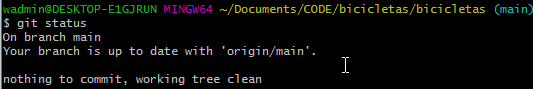 wadmin@DESKTOP-E1GJRUN MINGW64 ~/Documents/CODE/bicicletas/bicicletas (main)
$ git status
On branch main
Your branch is up to date with 'origin/main'.
nothing to commit, working tree clean